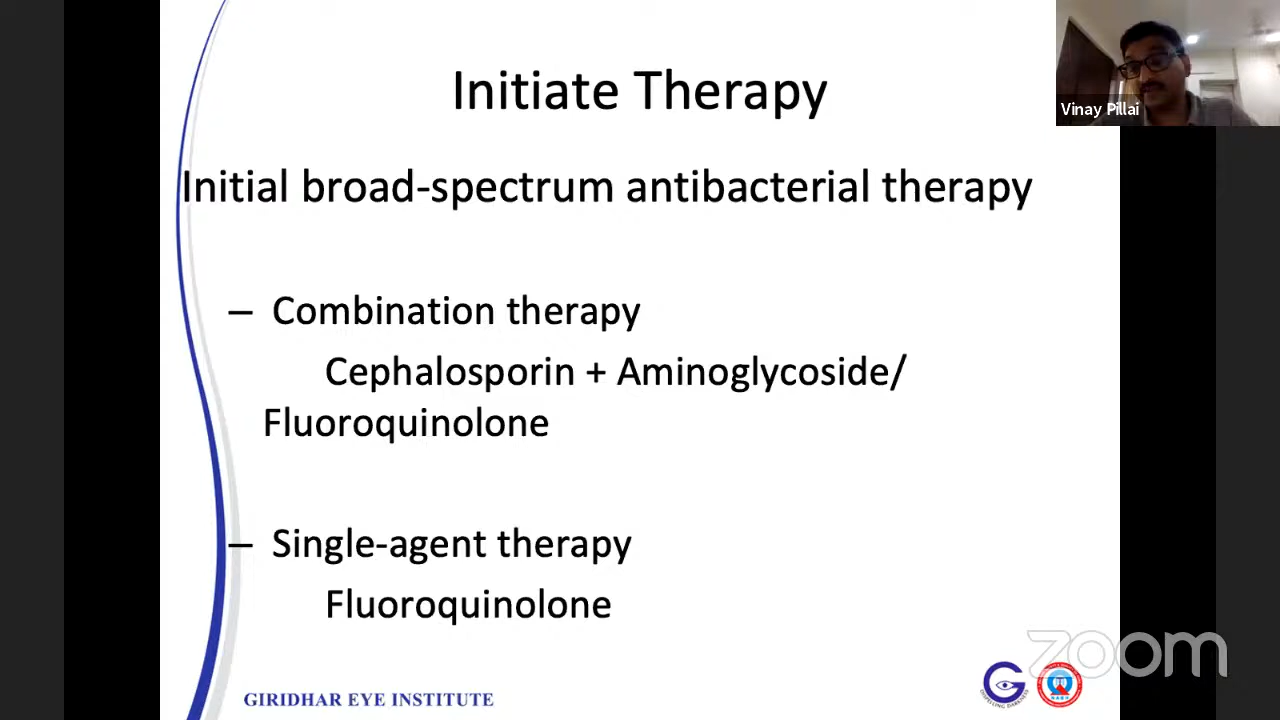 Initiate Therapy
Vinay Pillai
Initial broad-spectrum antibacterial therapy
– Combination therapy
Cephalosporin + Aminoglycoside/
Fluoroquinolone
– Single-agent therapy
Fluoroquinolone
zoom
GIRIDHAR EYE INSTITUTE